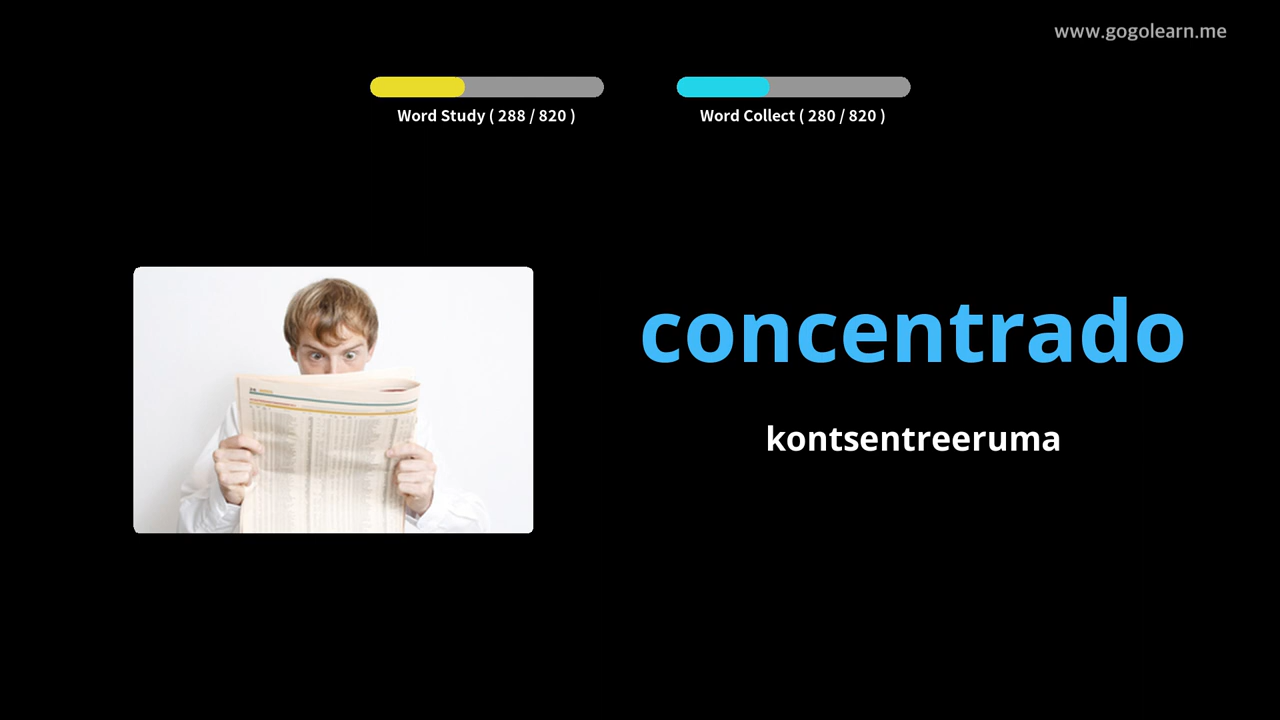 www.gogolearn.me
Word Study ( 288 / 820 )
Word Collect ( 280 / 820 )
concentrado
kontsentreeruma